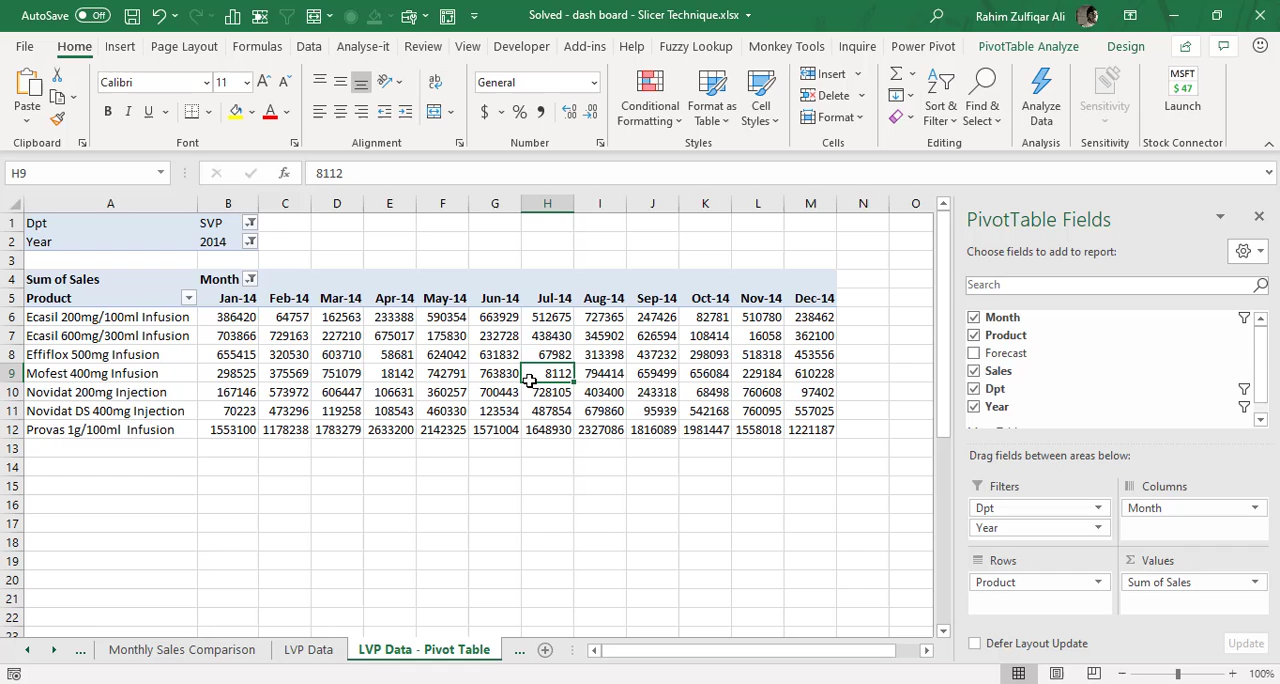 AutoSave Off Solved - dash board - Slicer Technique.xlsx Rahim Zulfiqar Ali
File Home Insert Page Layout Formulas Data Analyse-it Review View Developer Add-ins Help Fuzzy Lookup Monkey Tools Inquire Power Pivot PivotTable Analyze Design
Calibri 11 General Insert MSFT
$ 47
Paste B I U A $ % Conditional Formatting Format as Table Cell Styles Delete Format Sort & Filter Find & Select Analyze Data Sensitivity Launch
Clipboard Font Alignment Number Styles Cells Editing Analysis Sensitivity Stock Connector
H9 fx 8112
A B C D E F G H I J K L M N O
1 Dpt SVP
2 Year 2014
3
4 Sum of Sales Month
5 Product Jan-14 Feb-14 Mar-14 Apr-14 May-14 Jun-14 Jul-14 Aug-14 Sep-14 Oct-14 Nov-14 Dec-14
6 Ecasil 200mg/100ml Infusion 386420 64757 162563 233388 590354 663929 512675 727365 247426 82781 510780 238462
7 Ecasil 600mg/300ml Infusion 703866 729163 227210 675017 175830 232728 438430 345902 626594 108414 16058 362100
8 Effiflox 500mg Infusion 655415 320530 603710 58681 624042 631832 67982 313398 437232 298093 518318 453556
9 Mofest 400mg Infusion 298525 375569 751079 18142 742791 763830 8112 794414 659499 656084 229184 610228
10 Novidat 200mg Injection 167146 573972 606447 106631 360257 700443 728105 403400 243318 68498 760608 97402
11 Novidat DS 400mg Injection 70223 473296 119258 108543 460330 123534 487854 679860 95939 542168 760095 557025
12 Provas 1g/100ml Infusion 1553100 1178238 1783279 2633200 2142325 1571004 1648930 2327086 1816089 1981447 1558018 1221187
13
14
15
16
17
18
19
20
21
22
23
PivotTable Fields
Choose fields to add to report:
Search
Month
Product
Forecast
Sales
Dpt
Year
Drag fields between areas below:
Filters Columns
Dpt Month
Year
Rows Σ Values
Product Sum of Sales
Defer Layout Update Update
... Monthly Sales Comparison LVP Data LVP Data - Pivot Table ...
100%